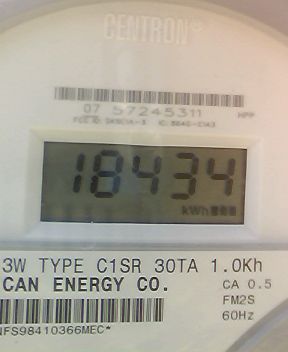 CENTRON®
07 57245311
18434
kWh
3W TYPE C1SR 30TA 1.0Kh
CAN ENERGY CO.
CA 0.5
FM2S
60Hz
NFS98410366MEC*